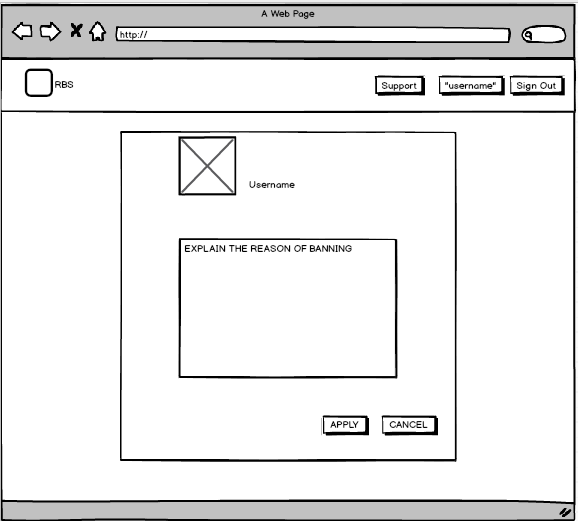 A Web Page
http://
RBS
Support
"username"
Sign Out
Username
EXPLAIN THE REASON OF BANNING
APPLY
CANCEL